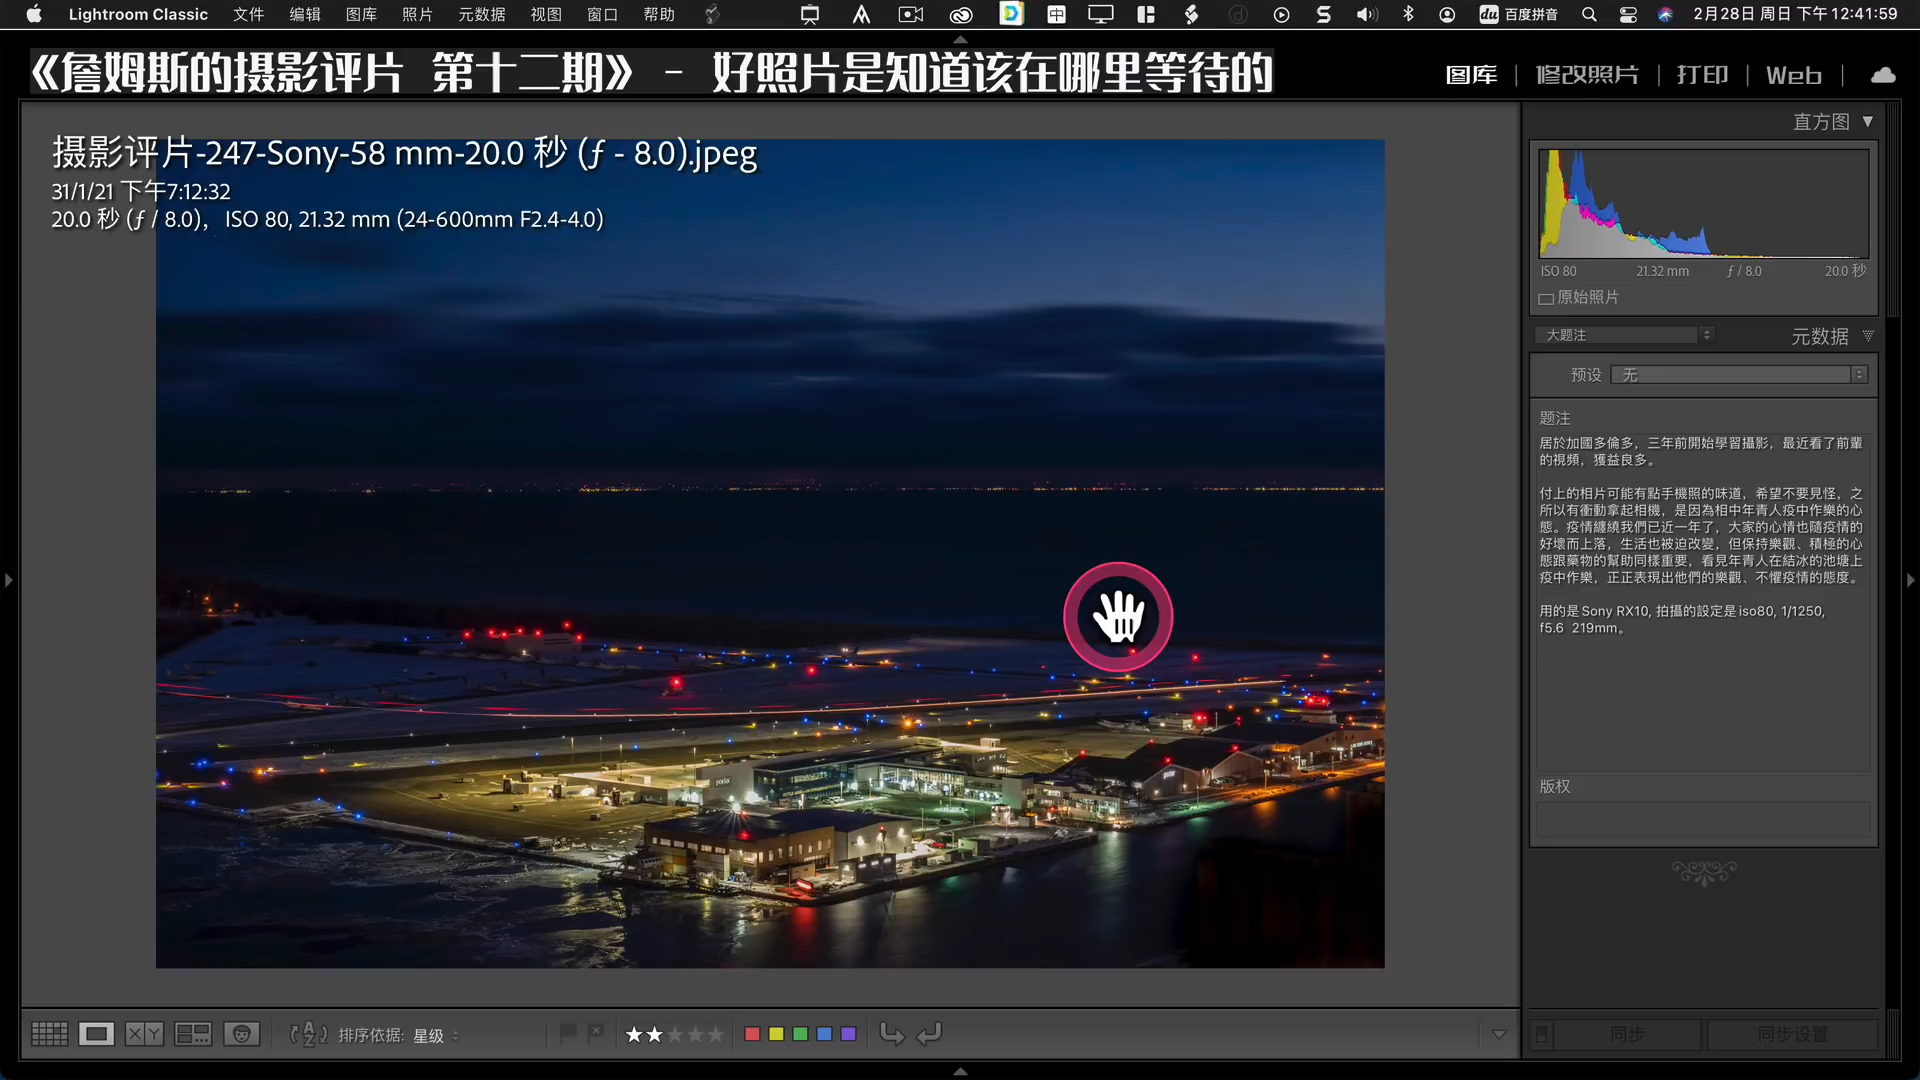 Lightroom Classic 文件 编辑 图库 照片 元数据 视图 窗口 帮助 中 du 百度拼音 2月28日 周日 下午 12:41:59
《詹姆斯的摄影评片 第十二期》 - 好照片是知道该在哪里等待的
图库 | 修改照片 | 打印 | Web |
摄影评片-247-Sony-58 mm-20.0 秒 (ƒ - 8.0).jpeg
31/1/21 下午7:12:32
20.0 秒 (ƒ / 8.0)， ISO 80, 21.32 mm (24-600mm F2.4-4.0)
直方图
ISO 80 21.32 mm ƒ / 8.0 20.0 秒
原始照片
大题注 元数据
预设 无
题注
居於加國多倫多，三年前開始學習攝影，最近看了前輩
的視頻，獲益良多。
付上的相片可能有點手機照的味道，希望不要見怪，之
所以有衝動拿起相機，是因為相中年青人疫中作樂的心
態。疫情纏繞我們已近一年了，大家的心情也隨疫情的
好壞而上落，生活也被迫改變，但保持樂觀、積極的心
態跟藥物的幫助同樣重要，看見年青人在結冰的池塘上
疫中作樂，正正表現出他們的樂觀、不懼疫情的態度。
用的是 Sony RX10, 拍攝的設定是 iso80, 1/1250,
f5.6 219mm。
版权
XY 排序依据: 星级
同步 同步设置